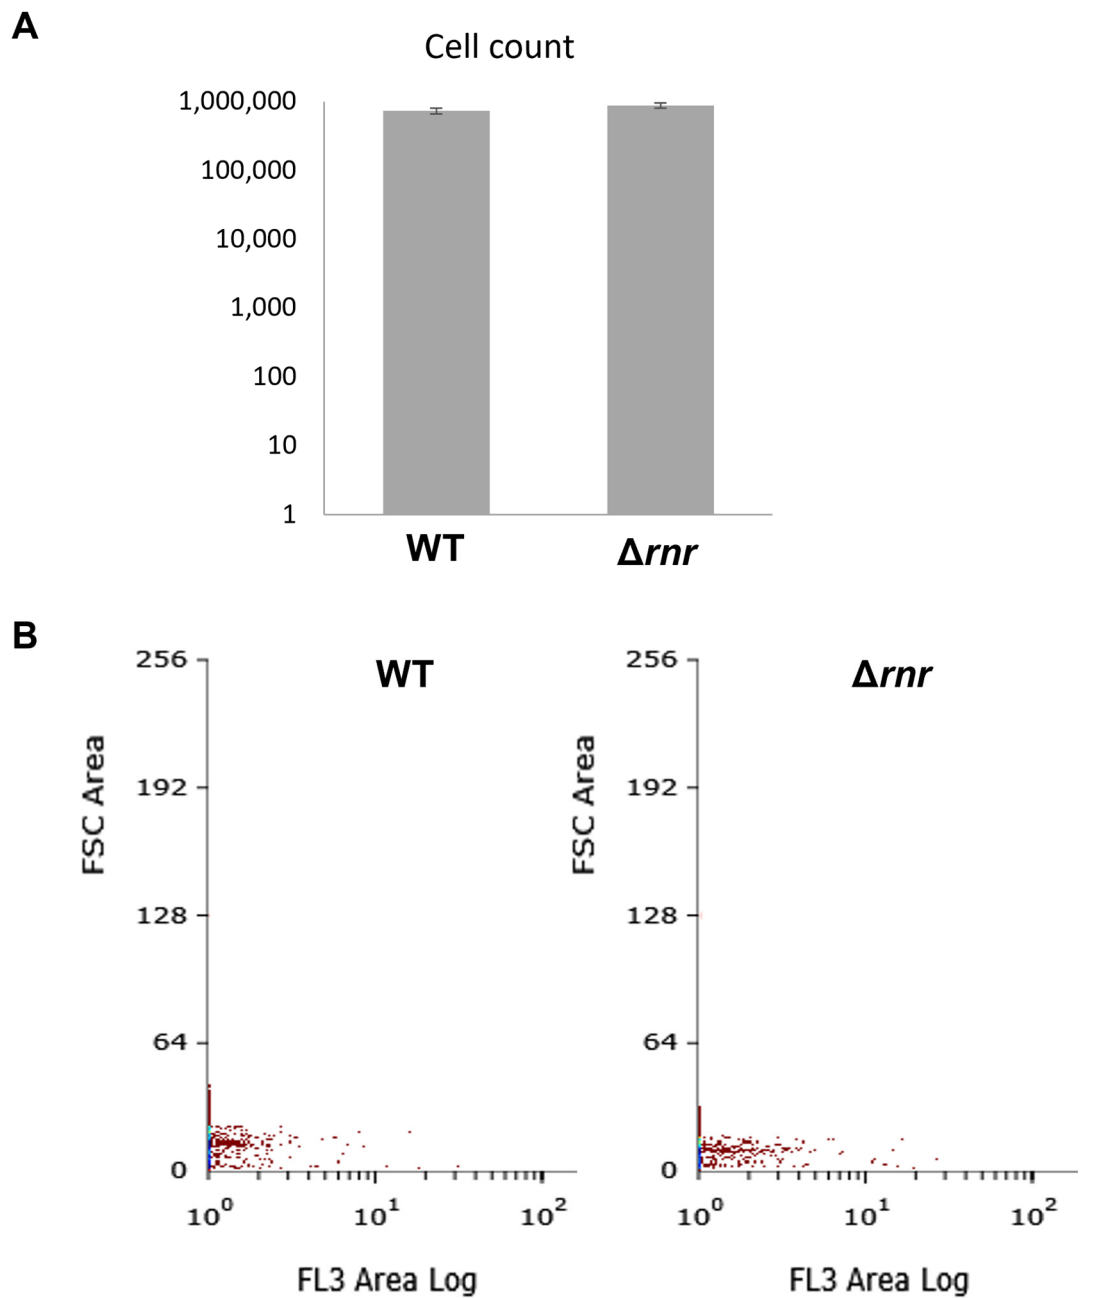 A
Cell count
1,000,000
100,000
10,000
1,000
100
10
1
WT Δrnr
B
256 WT 256 Δrnr
192 192
FSC Area FSC Area
128 128
64 64
0 0
10⁰ 10¹ 10² 10⁰ 10¹ 10²
FL3 Area Log FL3 Area Log